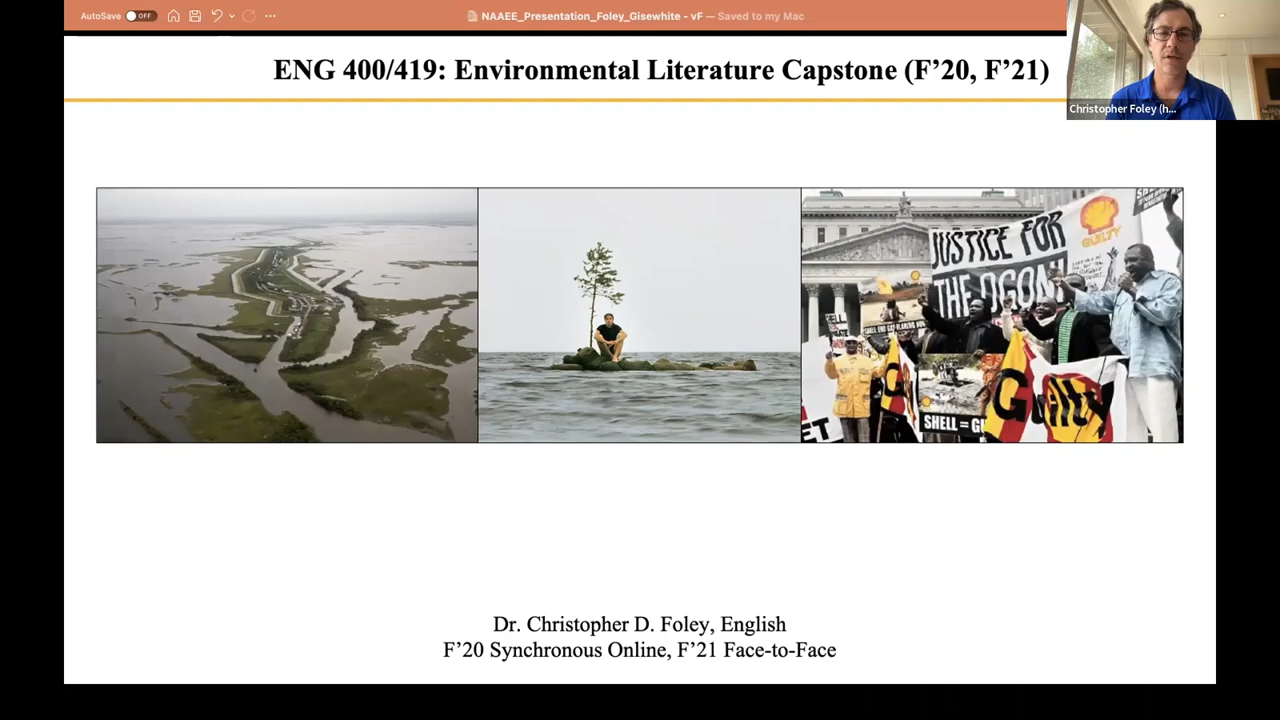 AutoSave OFF
NAAEE_Presentation_Foley_Gisewhite - vF — Saved to my Mac
Christopher Foley (h...
ENG 400/419: Environmental Literature Capstone (F’20, F’21)
JUSTICE FOR
THE OGONI
GUILTY
SHELL = GU
Guilty
Dr. Christopher D. Foley, English
F’20 Synchronous Online, F’21 Face-to-Face